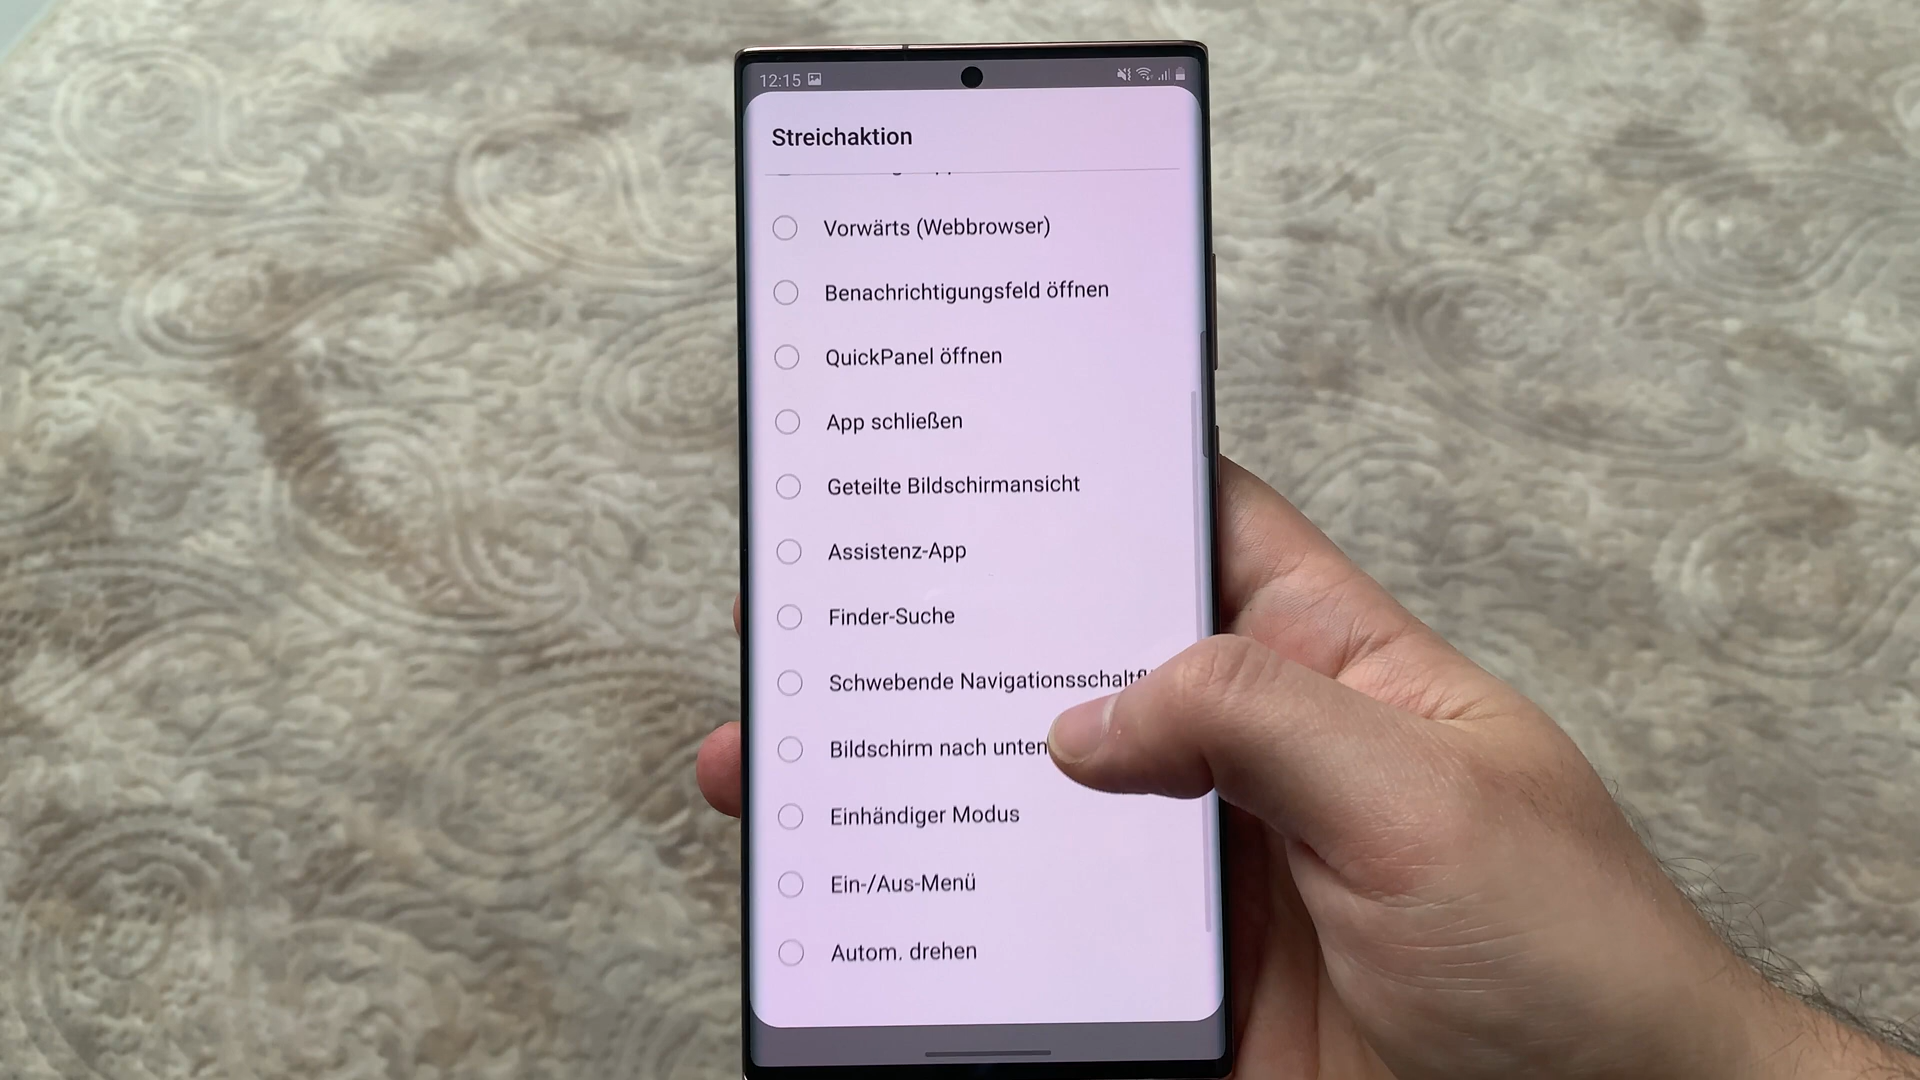 12:15
Streichaktion
Vorwärts (Webbrowser)
Benachrichtigungsfeld öffnen
QuickPanel öffnen
App schließen
Geteilte Bildschirmansicht
Assistenz-App
Finder-Suche
Schwebende
Bildschirm nach unten
Einhändiger Modus
Ein-/Aus-Menü
Autom. drehen